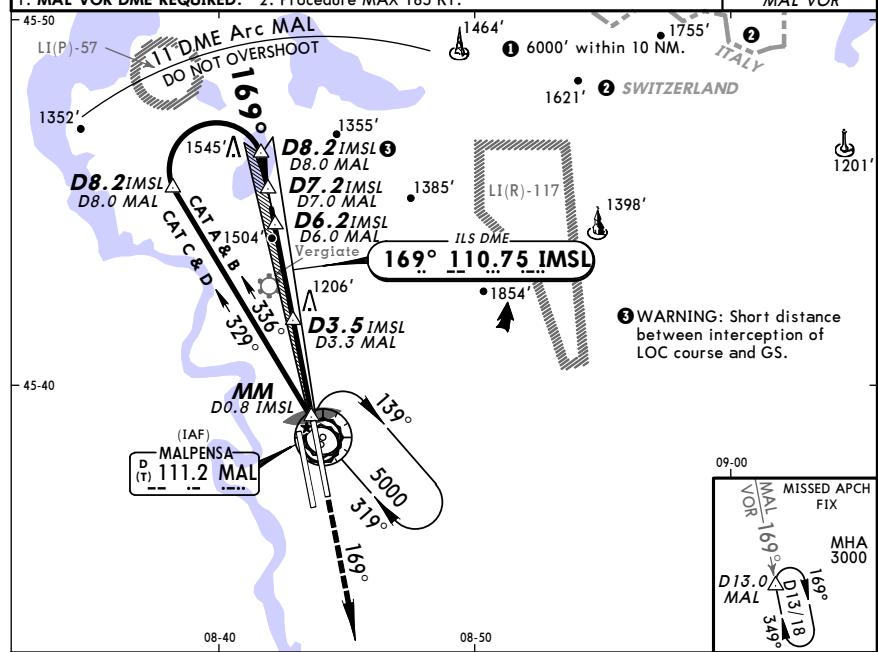 1. MAL VOR DME REQUIRED. 2. Procedure MAX 185 KT.
MAL VOR
45-50
LI(P)-57
11 DME Arc MAL
DO NOT OVERSHOOT
1464'
❶ 6000' within 10 NM.
1755'
❷
ITALY
1621'
❷ SWITZERLAND
169°
1352'
1355'
1545'
D8.2 IMSL ❸
D8.0 MAL
1201'
D8.2 IMSL
D8.0 MAL
D7.2 IMSL
D7.0 MAL
1385'
LI(R)-117
1398'
D6.2 IMSL
D6.0 MAL
1504'
Vergiate
ILS DME
169° 110.75 IMSL
CAT A & B
336°
CAT C & D
329°
1206'
1854'
D3.5 IMSL
D3.3 MAL
❸ WARNING: Short distance
between interception of
LOC course and GS.
45-40
MM
D0.8 IMSL
139°
5000
319°
(IAF)
MALPENSA
D
(T) 111.2 MAL
169°
08-40
08-50
09-00
MISSED APCH
FIX
MAL
VOR
169°
MHA
3000
D13.0
MAL
D13/18
169°
349°